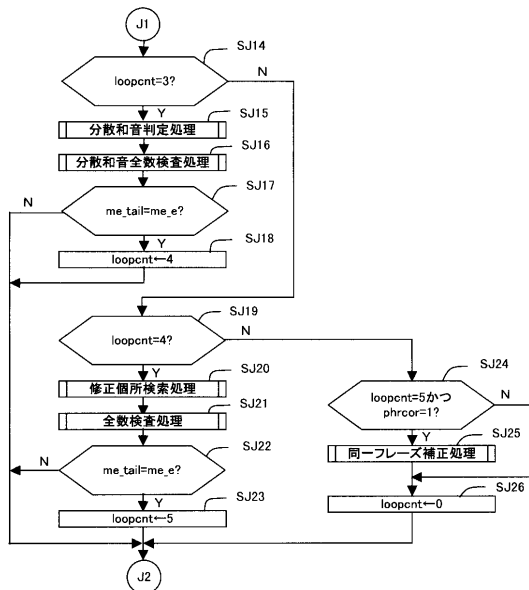 J1
SJ14
loopcnt=3?
N
Y
SJ15
分散和音判定処理
SJ16
分散和音全数検査処理
SJ17
N
me_tail=me_e?
Y
SJ18
loopcnt←4
SJ19
loopcnt=4?
N
Y
SJ20
修正個所検索処理
SJ21
全数検査処理
SJ22
N
me_tail=me_e?
Y
SJ23
loopcnt←5
SJ24
loopcnt=5かつ
phrcor=1?
N
Y
SJ25
同一フレーズ補正処理
SJ26
loopcnt←0
J2